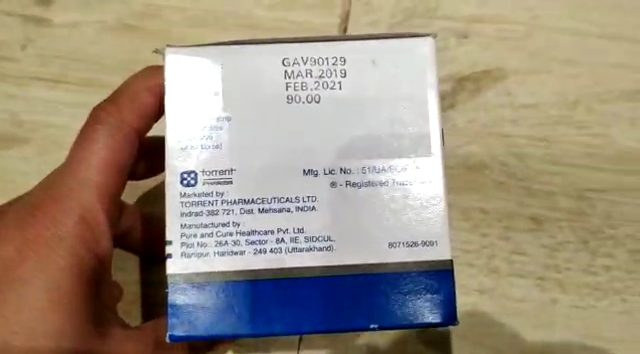 GAV90129
MAR.2019
FEB.2021
90.00
torrent
PHARMA
Mfg. Lic. No. :
® - Registered
Marketed by :
TORRENT PHARMACEUTICALS LTD.
Indrad-382 721, Dist. Mehsana, INDIA.
Manufactured by :
Pure and Cure Healthcare Pvt. Ltd.
Plot No : 26A-30, Sector - 8A, IIE, SIDCUL,
Ranipur, Haridwar - 249 403 (Uttarakhand).
8071526-9091